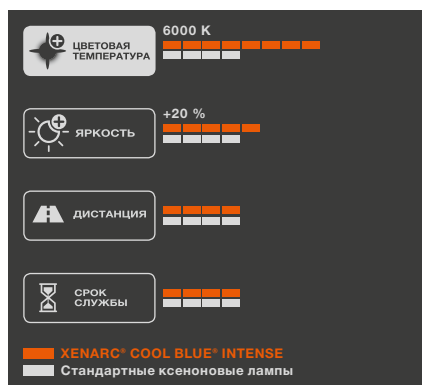 6000 K
ЦВЕТОВАЯ
ТЕМПЕРАТУРА
+20 %
ЯРКОСТЬ
ДИСТАНЦИЯ
СРОК
СЛУЖБЫ
XENARC® COOL BLUE® INTENSE
Стандартные ксеноновые лампы